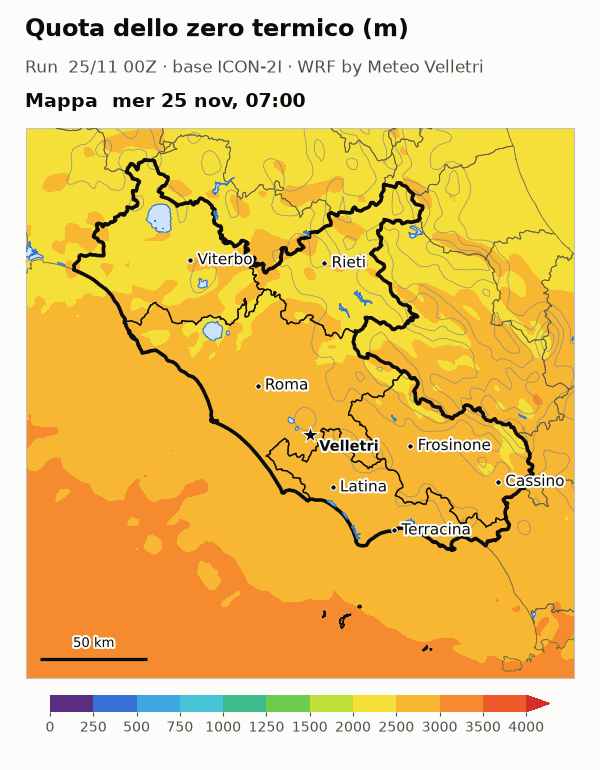 Quota dello zero termico (m)
Run  25/11 00Z · base ICON-2I · WRF by Meteo Velletri
Mappa  mer 25 nov, 07:00
Viterbo
Rieti
Roma
Velletri
Frosinone
Latina
Cassino
Terracina
50 km
0 250 500 750 1000 1250 1500 2000 2500 3000 3500 4000